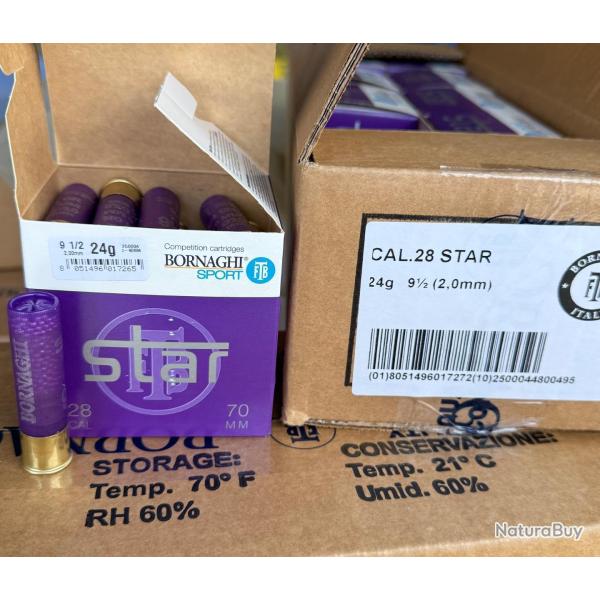 9 1/2
2,00mm
24g
8 051496 017265
Competition cartridges
BORNAGHI
SPORT
FTB
star
28
CAL
70
MM
BORNAGHI
CAL.28 STAR
24g 9½ (2,0mm)
(01)8051496017272(10)2500044800495
STORAGE:
Temp. 70° F
RH 60%
CONSERVAZIONE:
Temp. 21° C
Umid. 60%
NaturaBuy